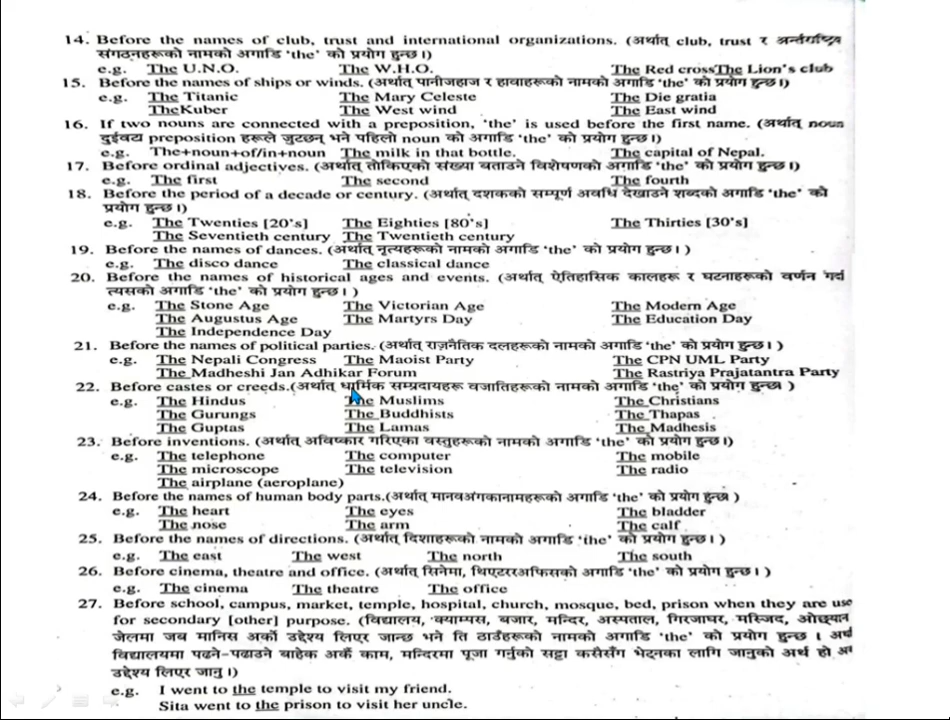 14. Before the names of club, trust and international organizations. (अर्थात् club, trust र अर्न्तराष्ट्रिय
संगठनहरूको नामको अगाडि 'the' को प्रयोग हुन्छ।)
e.g. The U.N.O. The W.H.O. The Red crossThe Lion's club
15. Before the names of ships or winds. (अर्थात् पानीजहाज र हावाहरूको नामको अगाडि 'the' को प्रयोग हुन्छ।)
e.g. The Titanic The Mary Celeste The Die gratia
TheKuber The West wind The East wind
16. If two nouns are connected with a preposition, 'the' is used before the first name. (अर्थात् noun
दुईवटा preposition हरूले जुटछन् भने पहिलो noun को अगाडि 'the' को प्रयोग हुन्छ।)
e.g. The+noun+of/in+noun The milk in that bottle. The capital of Nepal.
17. Before ordinal adjectives. (अर्थात् तोकिएको संख्या बताउने विशेषणको अगाडि 'the' को प्रयोग हुन्छ।)
e.g. The first The second The fourth
18. Before the period of a decade or century. (अर्थात् दशकको सम्पूर्ण अवधि देखाउने शब्दको अगाडि 'the' को
प्रयोग हुन्छ।)
e.g. The Twenties [20's] The Eighties [80's] The Thirties [30's]
The Seventieth century The Twentieth century
19. Before the names of dances. (अर्थात् नृत्यहरूको नामको अगाडि 'the' को प्रयोग हुन्छ। )
e.g. The disco dance The classical dance
20. Before the names of historical ages and events. (अर्थात् ऐतिहासिक कालहरू र घटनाहरूको वर्णन गर्दा
त्यसको अगाडि 'the' को प्रयोग हुन्छ। )
e.g. The Stone Age The Victorian Age The Modern Age
The Augustus Age The Martyrs Day The Education Day
The Independence Day
21. Before the names of political parties. (अर्थात् राजनैतिक दलहरूको नामको अगाडि 'the' को प्रयोग हुन्छ। )
e.g. The Nepali Congress The Maoist Party The CPN UML Party
The Madheshi Jan Adhikar Forum The Rastriya Prajatantra Party
22. Before castes or creeds.(अर्थात् धार्मिक सम्प्रदायहरू वजातिहरूको नामको अगाडि 'the' को प्रयोग हुन्छ। )
e.g. The Hindus The Muslims The Christians
The Gurungs The Buddhists The Thapas
The Guptas The Lamas The Madhesis
23. Before inventions. (अर्थात् अविष्कार गरिएका वस्तुहरूको नामको अगाडि 'the' को प्रयोग हुन्छ।)
e.g. The telephone The computer The mobile
The microscope The television The radio
The airplane (aeroplane)
24. Before the names of human body parts.(अर्थात् मानवअंगकानामहरूको अगाडि 'the' को प्रयोग हुन्छ )
e.g. The heart The eyes The bladder
The nose The arm The calf
25. Before the names of directions. (अर्थात् दिशाहरूको नामको अगाडि 'the' को प्रयोग हुन्छ। )
e.g. The east The west The north The south
26. Before cinema, theatre and office. (अर्थात् सिनेमा, थिएटररअफिसको अगाडि 'the' को प्रयोग हुन्छ। )
e.g. The cinema The theatre The office
27. Before school, campus, market, temple, hospital, church, mosque, bed, prison when they are use
for secondary [other] purpose. (विद्यालय, क्याम्पस, बजार, मन्दिर, अस्पताल, गिरजाघर, मस्जिद, ओछ्यान
जेलमा जब मानिस अर्को उद्देश्य लिएर जान्छ भने ति ठाउँहरूको नामको अगाडि 'the' को प्रयोग हुन्छ । अर्थ
विद्यालयमा पढने-पढाउने बाहेक अर्कै काम, मन्दिरमा पूजा गर्नुको सट्टा कसैसँग भेट्नका लागि जानुको अर्थ हो
उद्देश्य लिएर जानु।)
e.g. I went to the temple to visit my friend.
Sita went to the prison to visit her uncle.